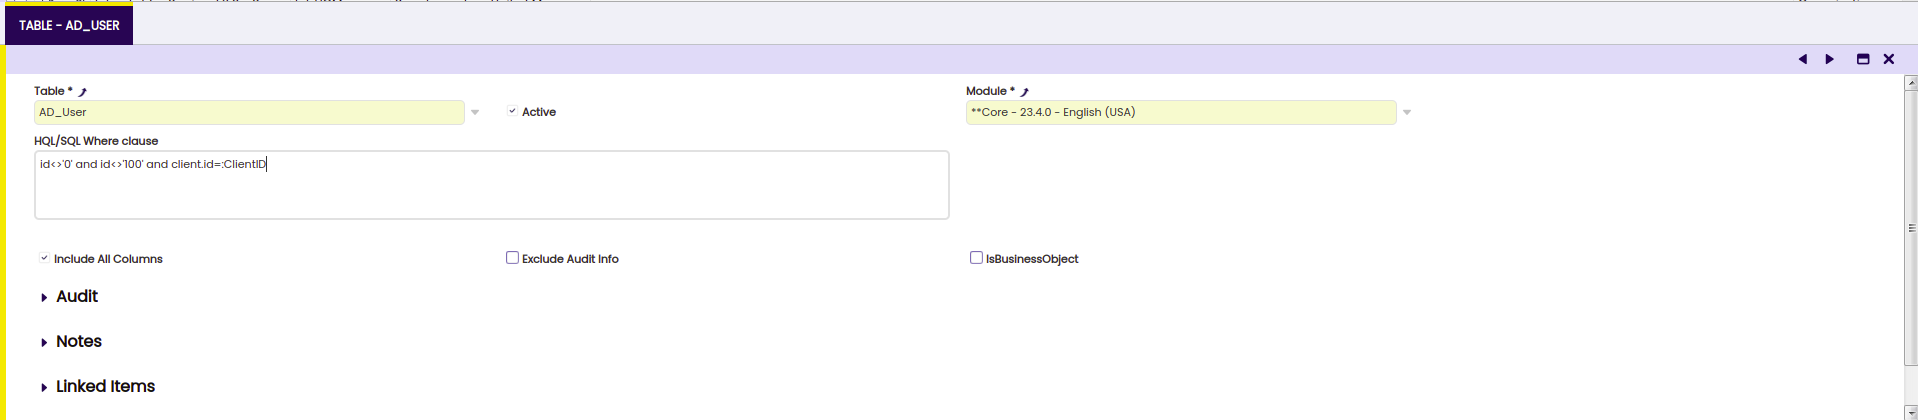 TABLE - AD_USER
Table *
AD_User
Active
Module *
**Core - 23.4.0 - English (USA)
HQL/SQL Where clause
id<>'0' and id<>'100' and client.id=:ClientID
Include All Columns
Exclude Audit Info
IsBusinessObject
Audit
Notes
Linked Items